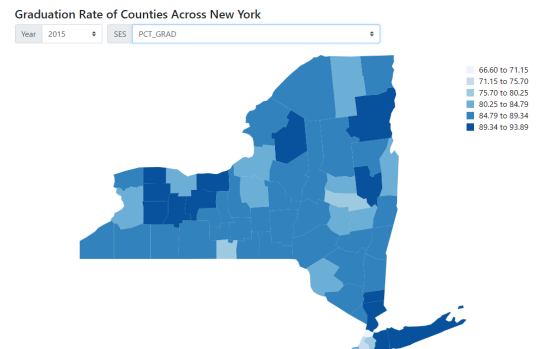 Graduation Rate of Counties Across New York
Year 2015 SES PCT_GRAD
66.60 to 71.15
71.15 to 75.70
75.70 to 80.25
80.25 to 84.79
84.79 to 89.34
89.34 to 93.89